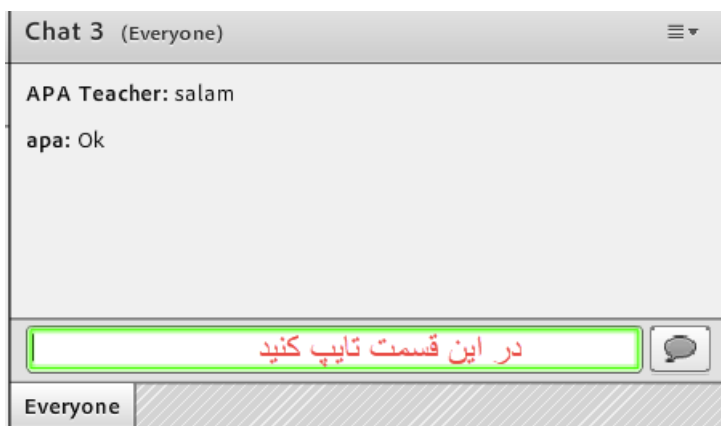 Chat 3 (Everyone)
APA Teacher: salam
apa: Ok
در این قسمت تایپ کنید
Everyone